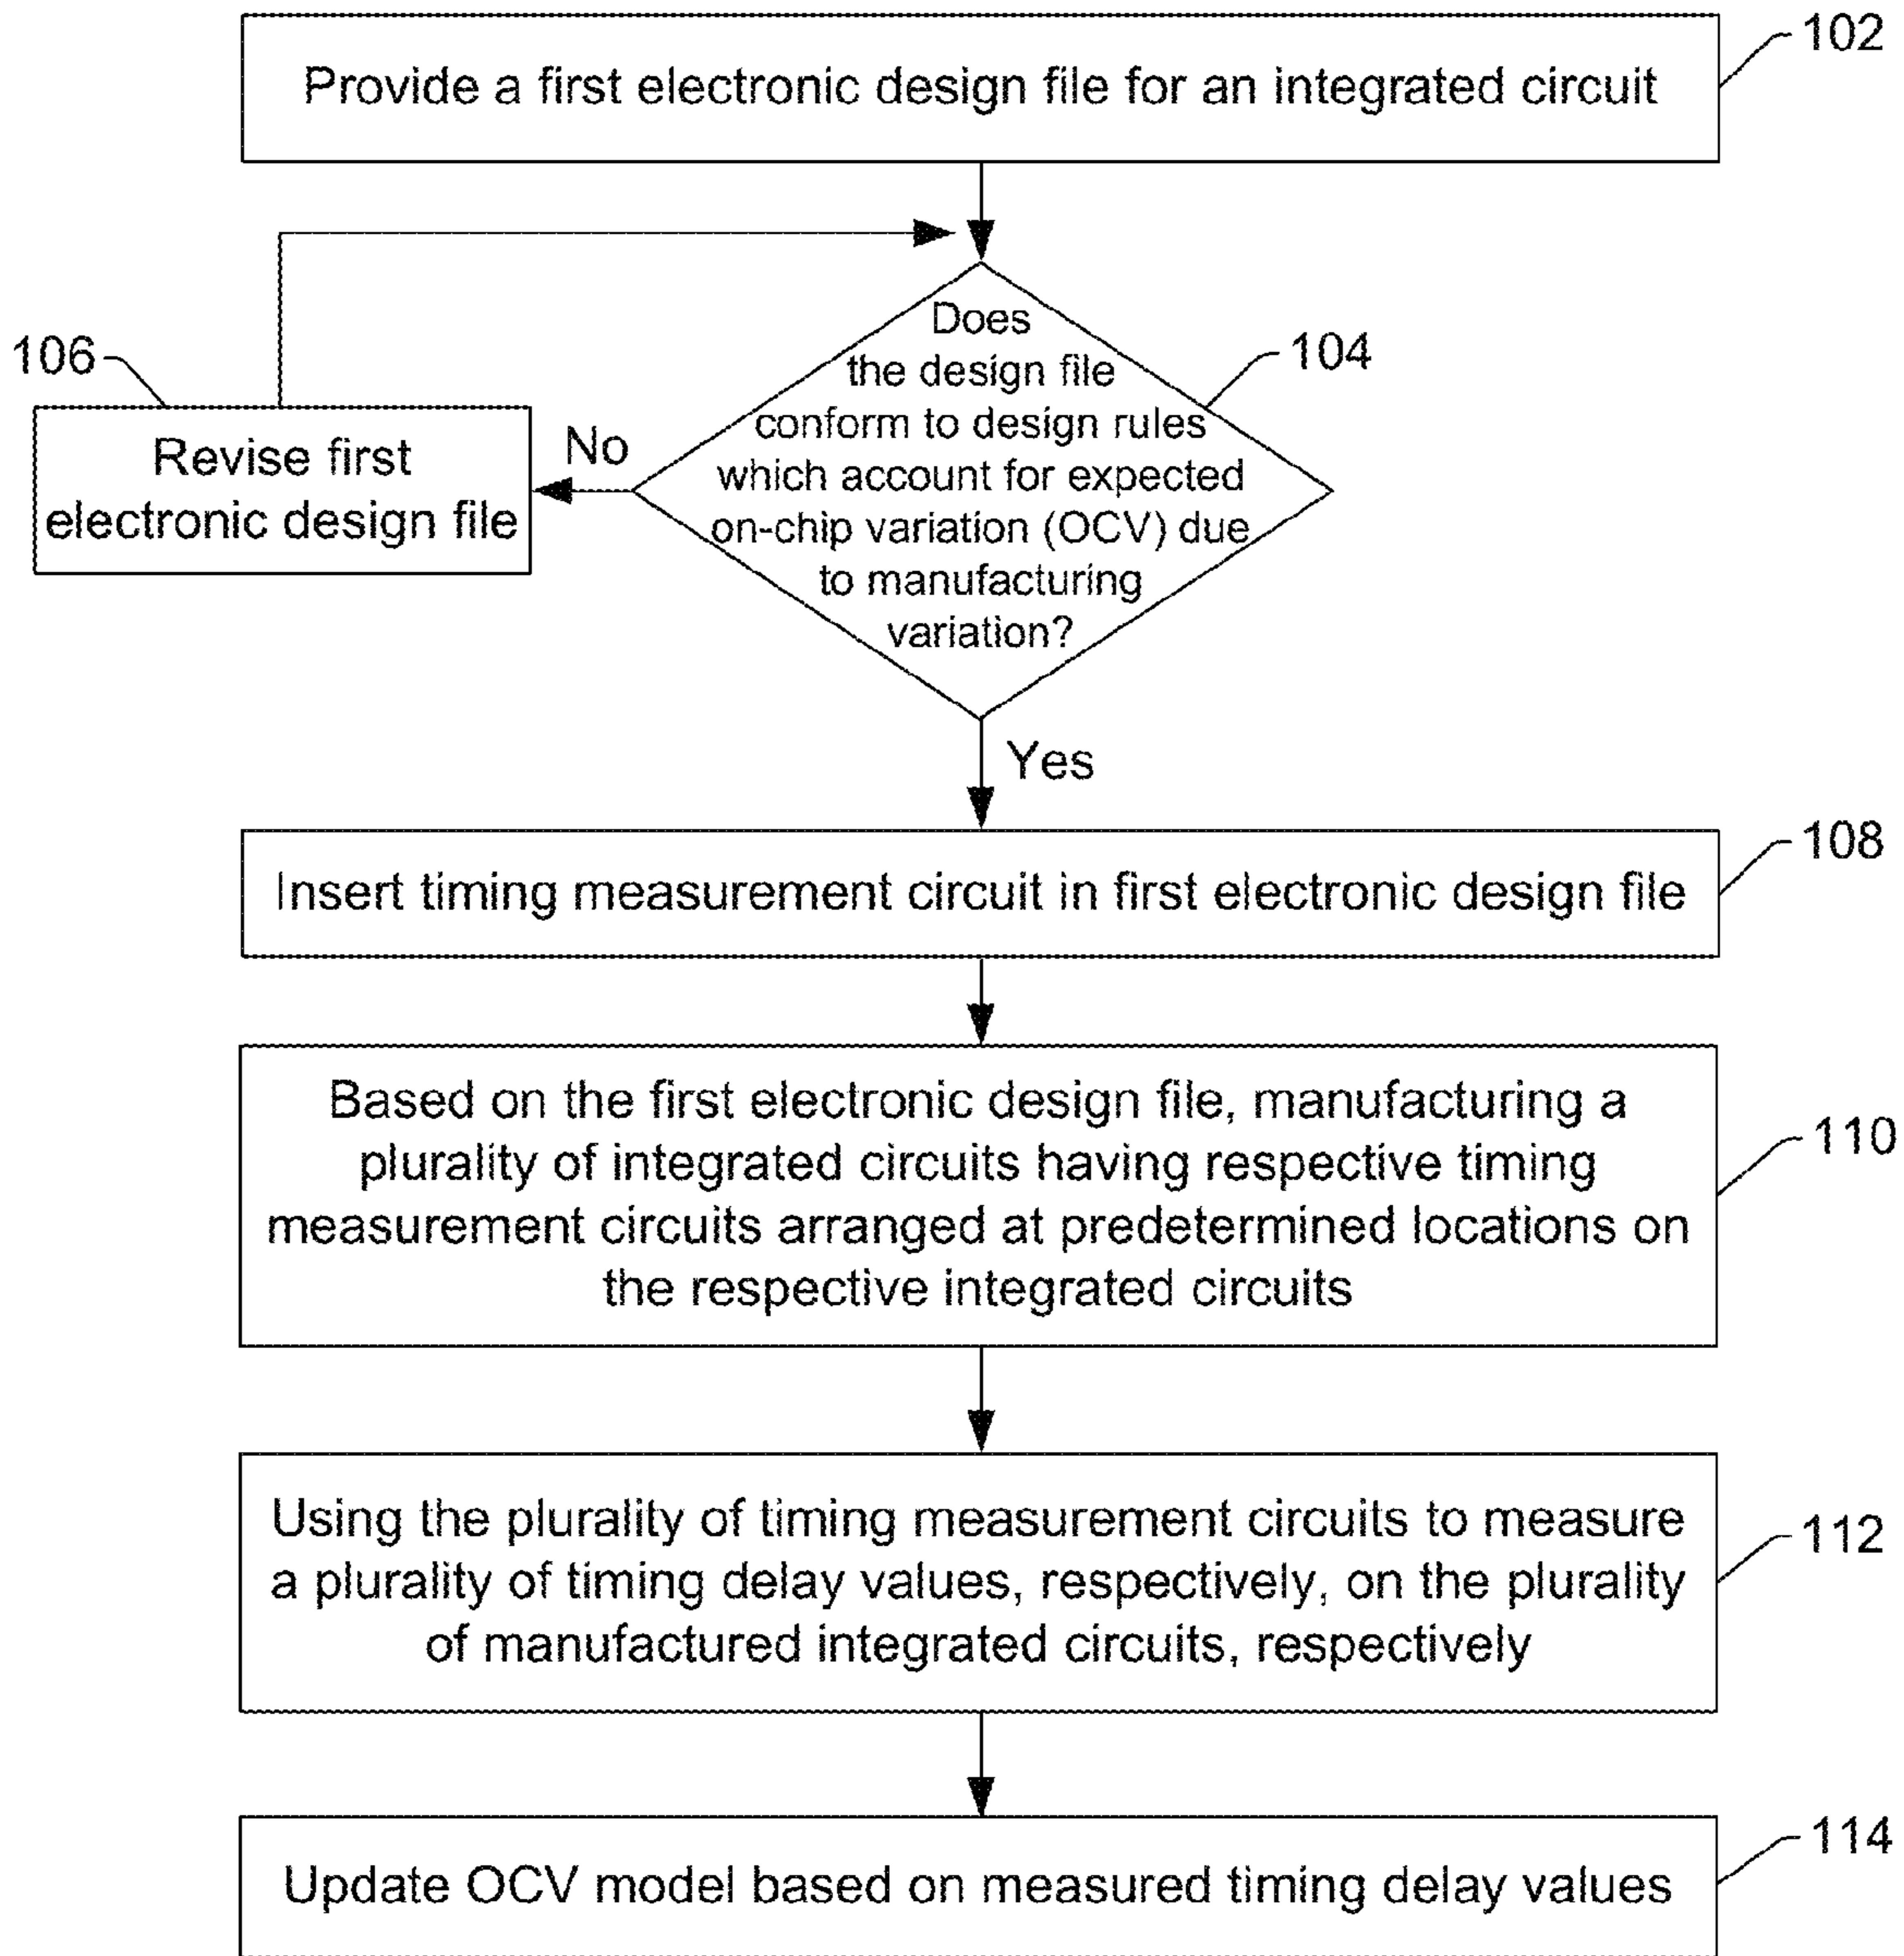 102
Provide a first electronic design file for an integrated circuit
104
Does
the design file
conform to design rules
which account for expected
on-chip variation (OCV) due
to manufacturing
variation?
106
No
Revise first
electronic design file
Yes
108
Insert timing measurement circuit in first electronic design file
110
Based on the first electronic design file, manufacturing a
plurality of integrated circuits having respective timing
measurement circuits arranged at predetermined locations on
the respective integrated circuits
112
Using the plurality of timing measurement circuits to measure
a plurality of timing delay values, respectively, on the plurality
of manufactured integrated circuits, respectively
114
Update OCV model based on measured timing delay values